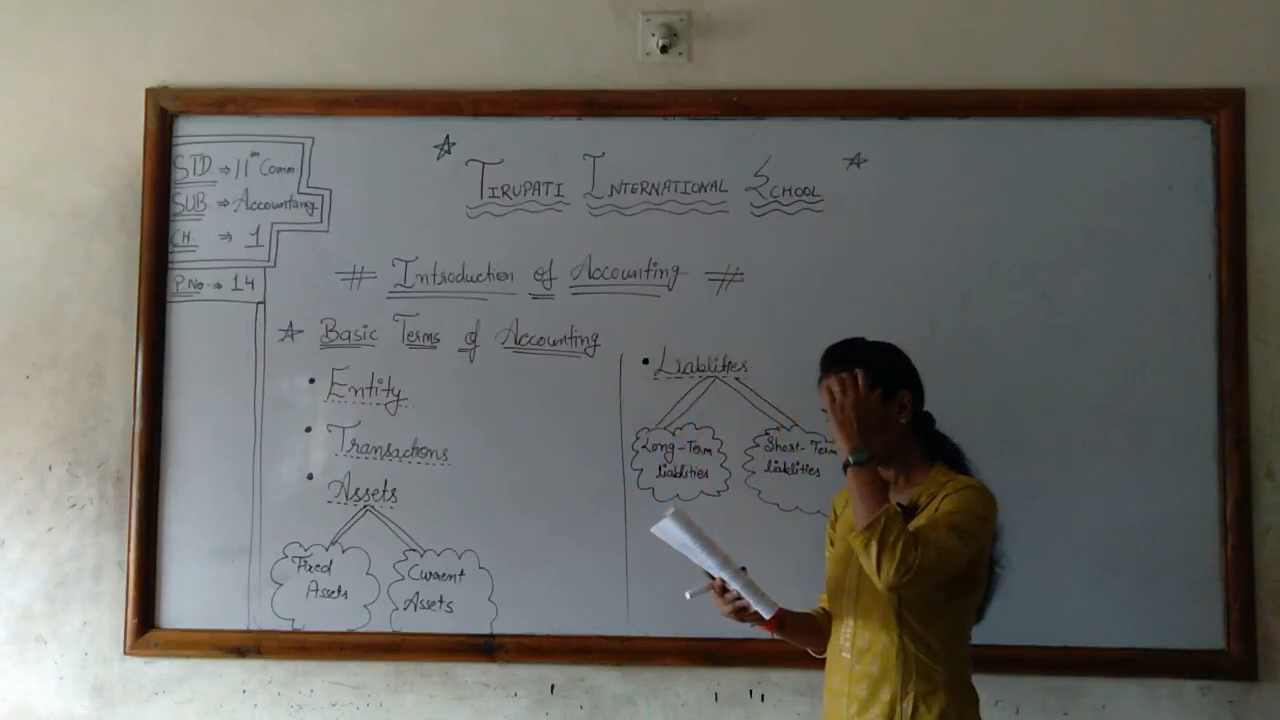 STD. ⇒ 11th Comm.
SUB. ⇒ Accounting
CH. ⇒ 1
P.No. → 14
☆ TIRUPATI INTERNATIONAL SCHOOL ☆
# INTRODUCTION OF ACCOUNTING #
☆ BASIC TERMS OF ACCOUNTING
• Entity
• Transactions
• Assets
Fixed
Assets
Current
Assets
• Liablities
Long-Term
liablities
Short-Term
liablities